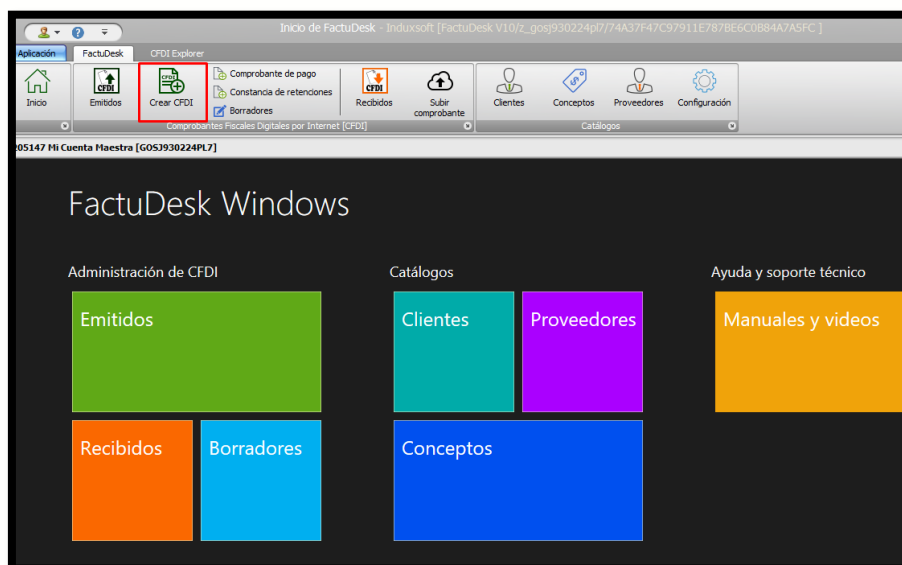 Inicio de FactuDesk - Induxsoft [FactuDesk V10/z_gosj930224pl7/74A37F47C97911E787BE6C0B84A7A5FC ]
Aplicación FactuDesk CFDI Explorer
Inicio
CFDI
Emitidos
CFDI
Crear CFDI
Comprobante de pago
Constancia de retenciones
Borradores
CFDI
Recibidos
Subir
comprobante
Clientes
Conceptos
Proveedores
Configuración
Comprobantes Fiscales Digitales por Internet [CFDI]
Catálogos
205147 Mi Cuenta Maestra [GOSJ930224PL7]
FactuDesk Windows
Administración de CFDI
Catálogos
Ayuda y soporte técnico
Emitidos
Clientes
Proveedores
Manuales y videos
Recibidos
Borradores
Conceptos